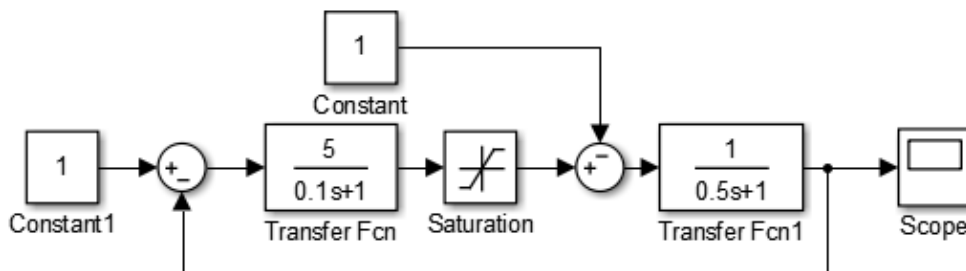 1
Constant
1
Constant1
+
−
5
0.1s+1
Transfer Fcn
Saturation
+
−
1
0.5s+1
Transfer Fcn1
Scope